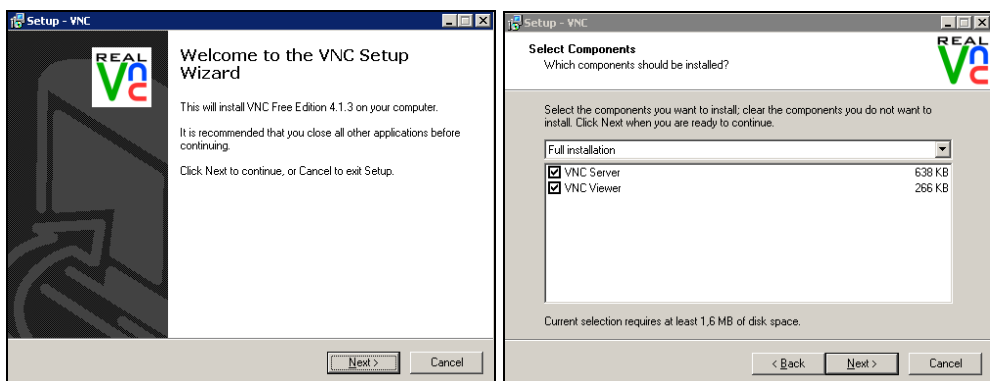 Setup - VNC
REAL
VNC
Welcome to the VNC Setup
Wizard
This will install VNC Free Edition 4.1.3 on your computer.
It is recommended that you close all other applications before
continuing.
Click Next to continue, or Cancel to exit Setup.
Next >
Cancel
Setup - VNC
Select Components
Which components should be installed?
REAL
VNC
Select the components you want to install; clear the components you do not want to
install. Click Next when you are ready to continue.
Full installation
VNC Server 638 KB
VNC Viewer 266 KB
Current selection requires at least 1,6 MB of disk space.
< Back
Next >
Cancel